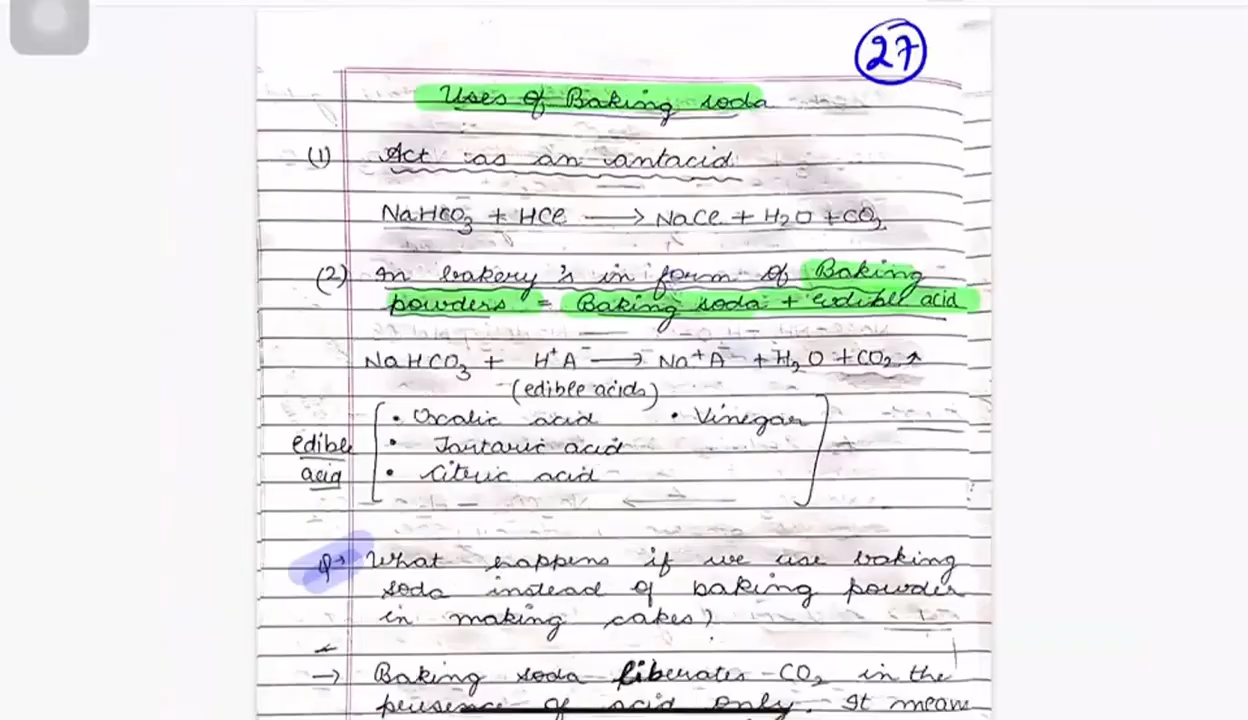 27
Uses of Baking soda
(1) Act as an antacid
NaHCO₃ + HCl ⟶ NaCl + H₂O + CO₂
(2) In bakery's in form of Baking
powders = Baking soda + edible acid
NaHCO₃ + H⁺A⁻ ⟶ Na⁺A⁻ + H₂O + CO₂ ↑
(edible acids)
• Oxalic acid • Vinegar
edible • Tartaric acid
acid • Citric acid
Q→ What happens if we use baking
soda instead of baking powder
in making cakes?
→ Baking soda liberates CO₂ in the
presence of acid only. It means